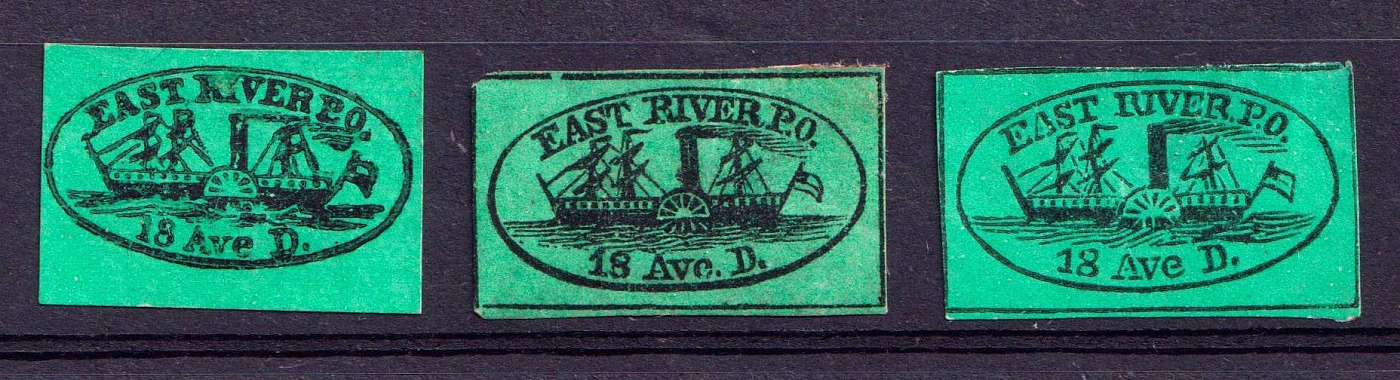 EAST RIVER P.O.
18 Ave D.
EAST RIVER P.O.
18 Ave. D.
EAST RIVER P.O.
18 Ave D.